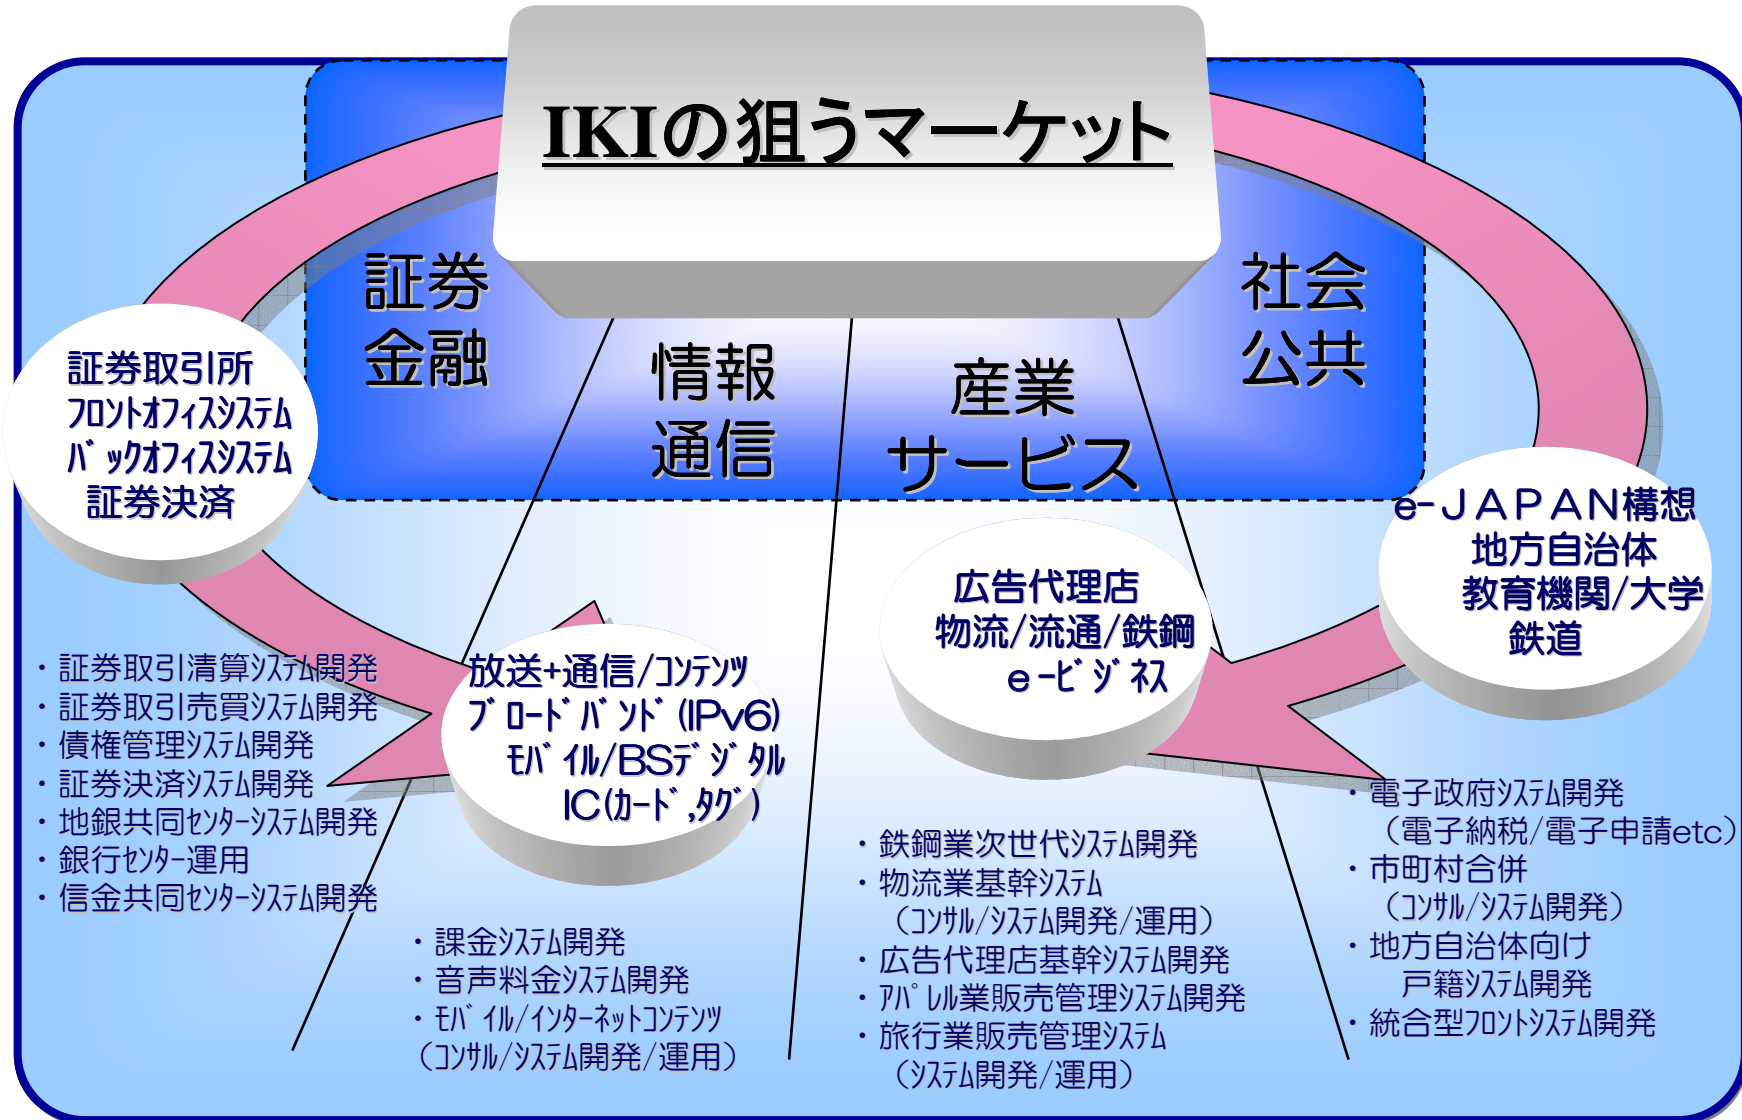 IKIの狙うマーケット
証券
金融
情報
通信
産業
サービス
社会
公共
証券取引所
ﾌﾛﾝﾄｵﾌｨｽｼｽﾃﾑ
ﾊﾞｯｸｵﾌｨｽｼｽﾃﾑ
証券決済
放送+通信/ｺﾝﾃﾝﾂ
ﾌﾞﾛｰﾄﾞﾊﾞﾝﾄﾞ(IPv6)
ﾓﾊﾞｲﾙ/BSﾃﾞｼﾞﾀﾙ
IC(ｶｰﾄﾞ,ﾀｸﾞ)
広告代理店
物流/流通/鉄鋼
e-ﾋﾞｼﾞﾈｽ
e-ＪＡＰＡＮ構想
地方自治体
教育機関/大学
鉄道
・証券取引清算ｼｽﾃﾑ開発
・証券取引売買ｼｽﾃﾑ開発
・債権管理ｼｽﾃﾑ開発
・証券決済ｼｽﾃﾑ開発
・地銀共同ｾﾝﾀｰｼｽﾃﾑ開発
・銀行ｾﾝﾀｰ運用
・信金共同ｾﾝﾀｰｼｽﾃﾑ開発
・課金ｼｽﾃﾑ開発
・音声料金ｼｽﾃﾑ開発
・ﾓﾊﾞｲﾙ/ｲﾝﾀｰﾈｯﾄｺﾝﾃﾝﾂ
（ｺﾝｻﾙ/ｼｽﾃﾑ開発/運用）
・鉄鋼業次世代ｼｽﾃﾑ開発
・物流業基幹ｼｽﾃﾑ
（ｺﾝｻﾙ/ｼｽﾃﾑ開発/運用）
・広告代理店基幹ｼｽﾃﾑ開発
・ｱﾊﾟﾚﾙ業販売管理ｼｽﾃﾑ開発
・旅行業販売管理ｼｽﾃﾑ
（ｼｽﾃﾑ開発/運用）
・電子政府ｼｽﾃﾑ開発
（電子納税/電子申請etc）
・市町村合併
（ｺﾝｻﾙ/ｼｽﾃﾑ開発）
・地方自治体向け
戸籍ｼｽﾃﾑ開発
・統合型ﾌﾛﾝﾄｼｽﾃﾑ開発